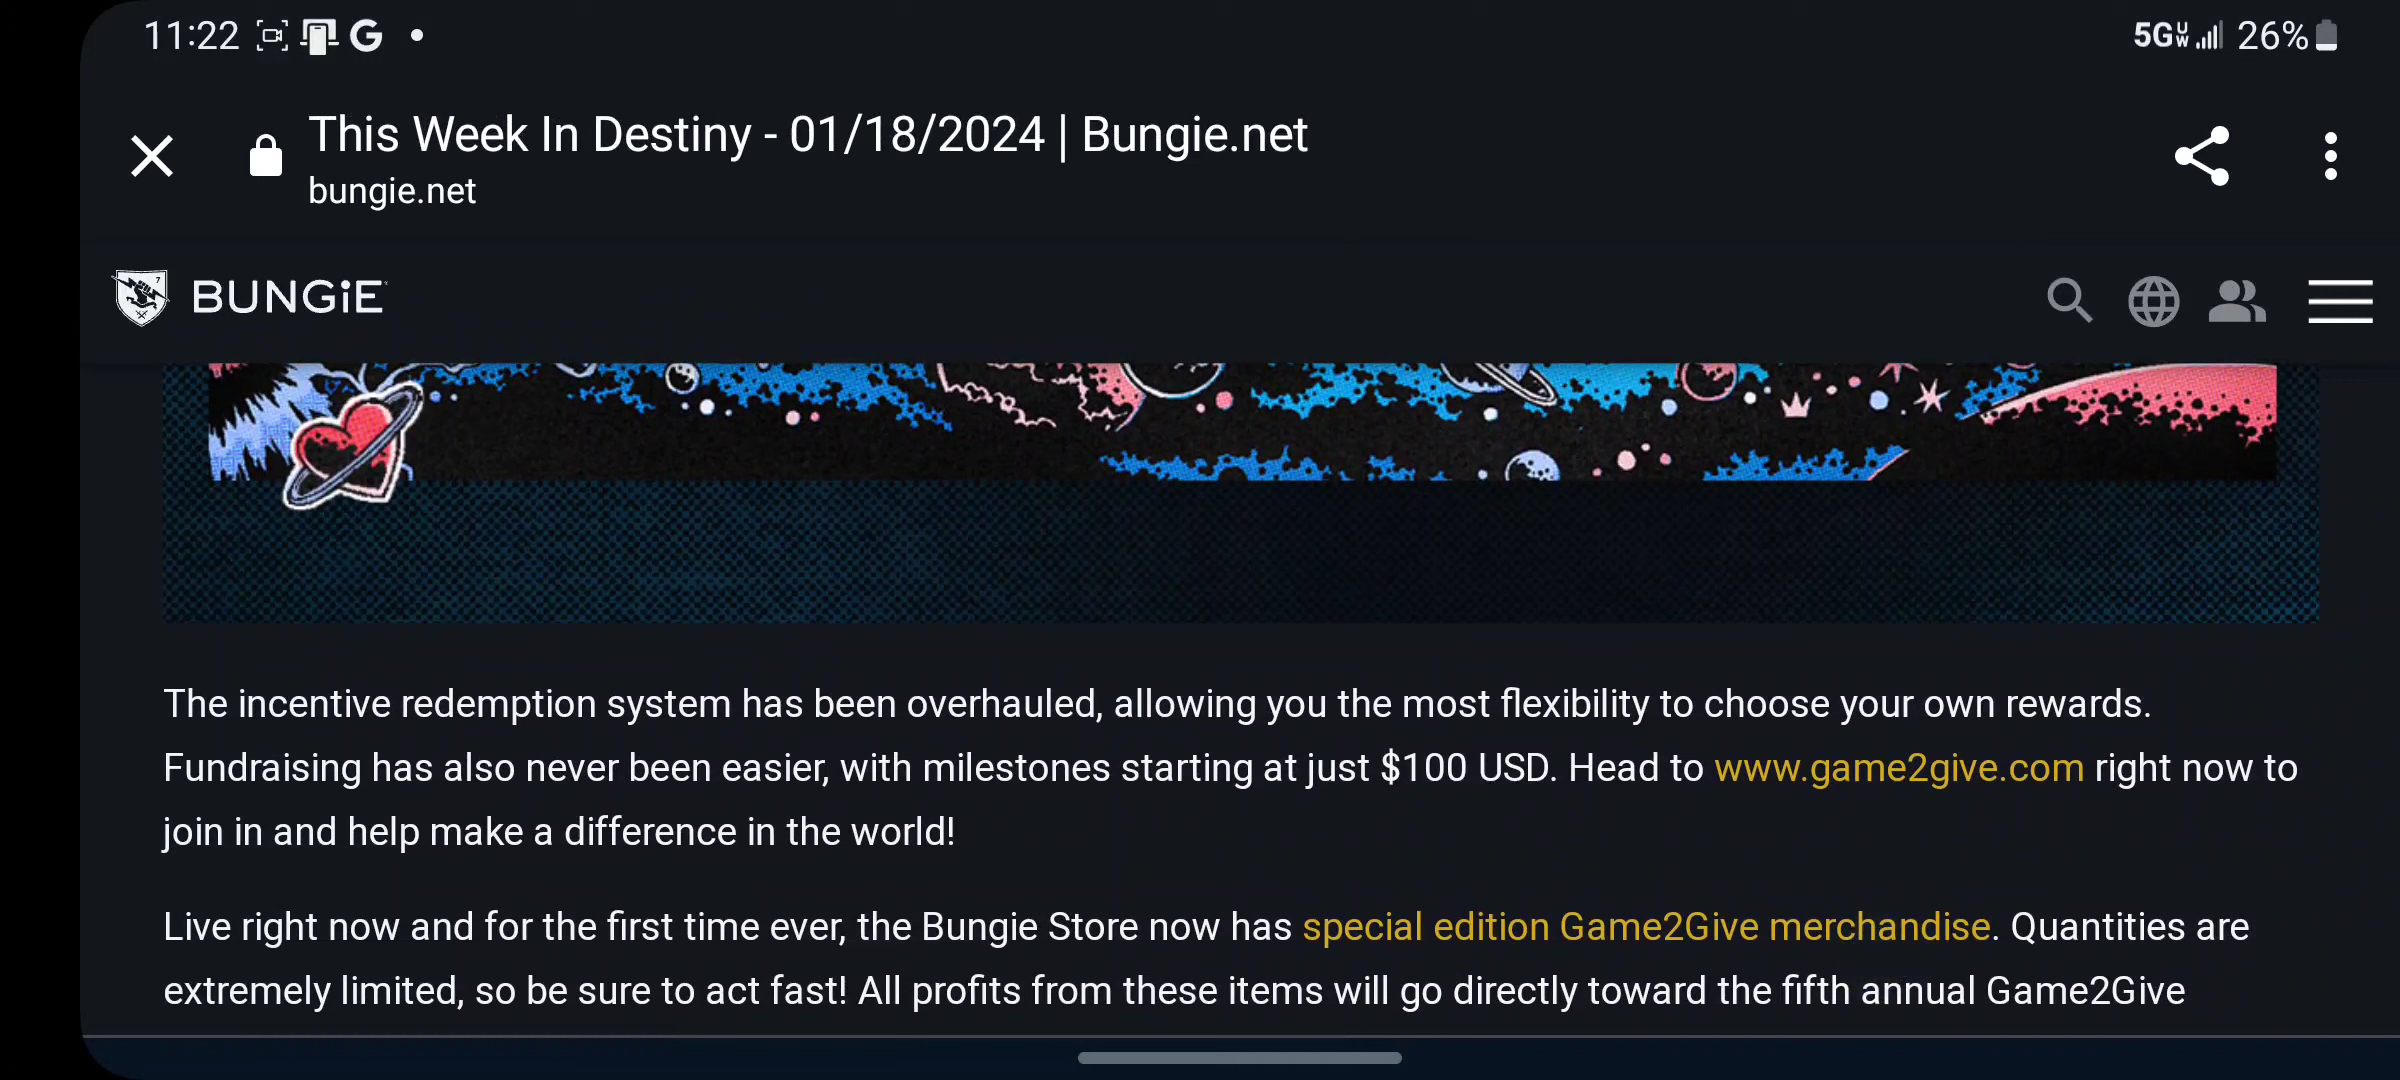 11:22
5G UW 26%
This Week In Destiny - 01/18/2024 | Bungie.net
bungie.net
BUNGiE
The incentive redemption system has been overhauled, allowing you the most flexibility to choose your own rewards.
Fundraising has also never been easier, with milestones starting at just $100 USD. Head to www.game2give.com right now to
join in and help make a difference in the world!
Live right now and for the first time ever, the Bungie Store now has special edition Game2Give merchandise. Quantities are
extremely limited, so be sure to act fast! All profits from these items will go directly toward the fifth annual Game2Give